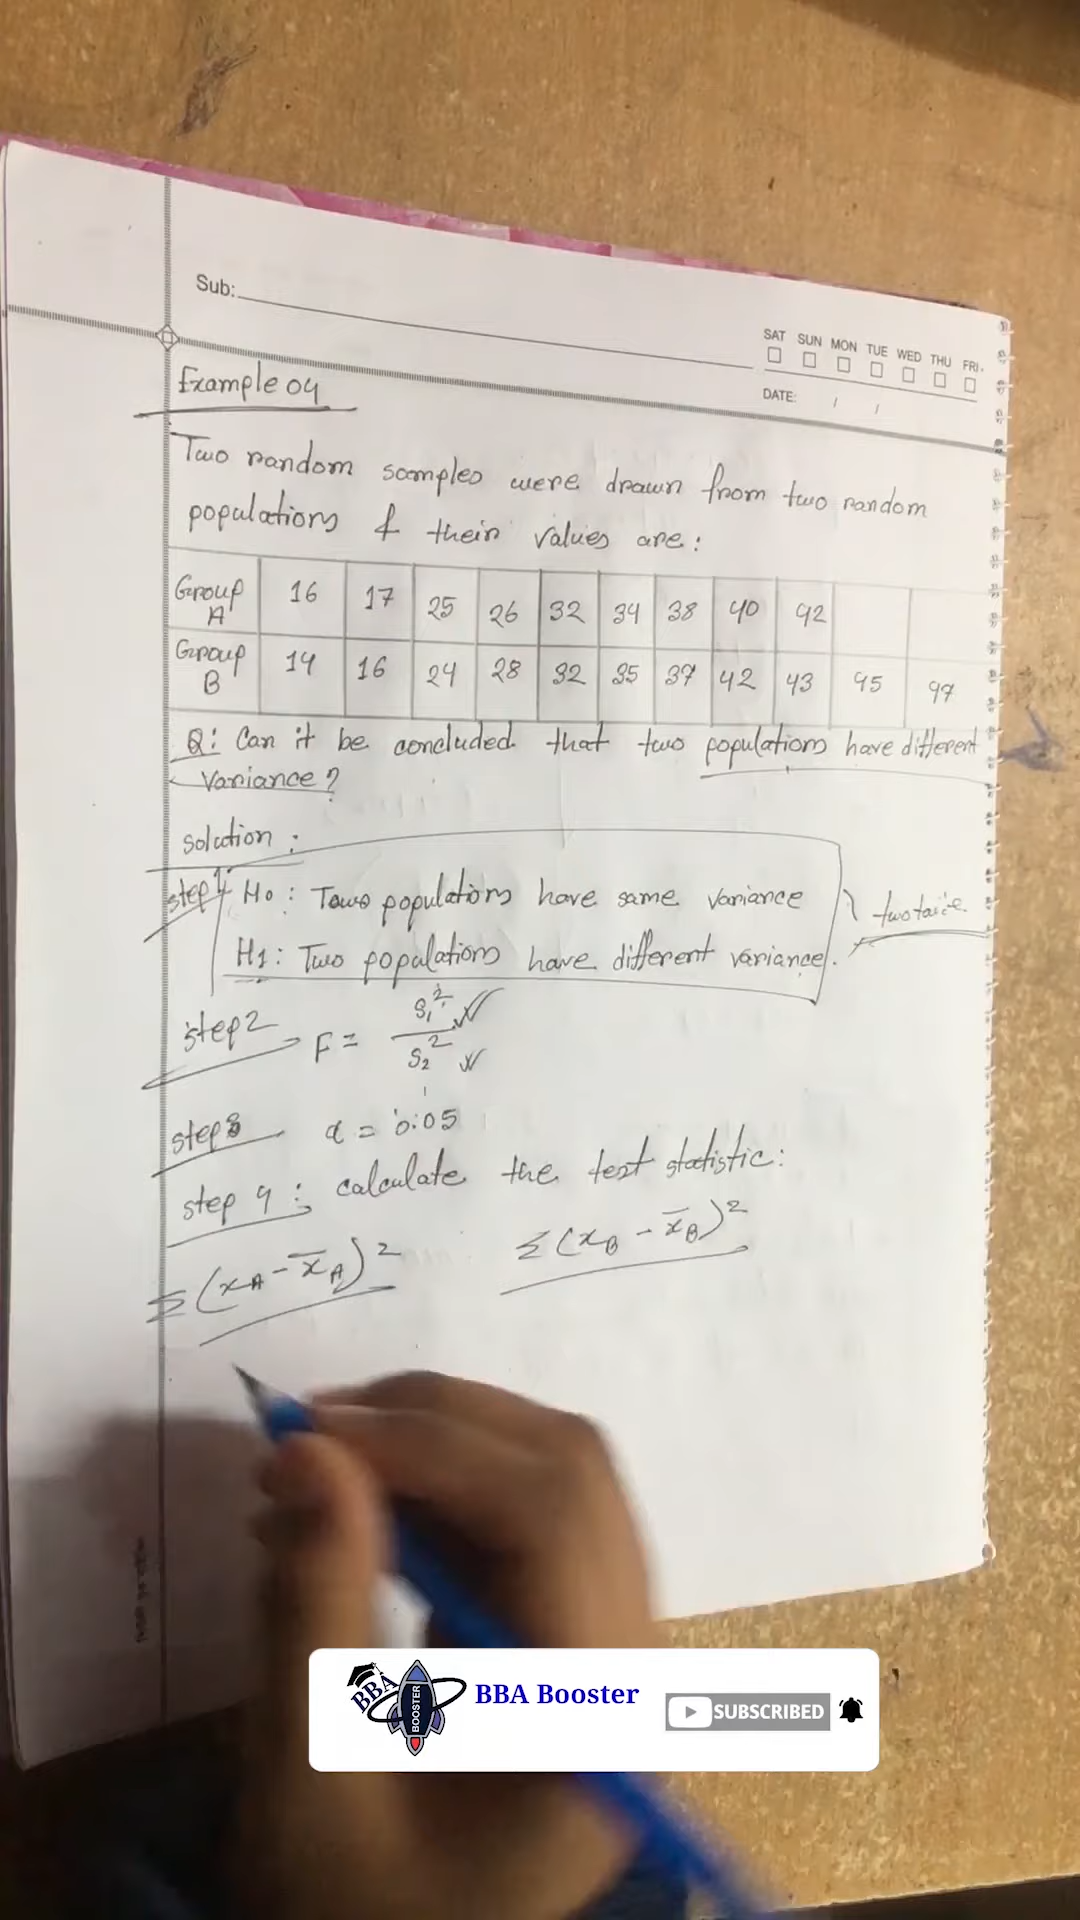 Sub:
SAT SUN MON TUE WED THU FRI.
DATE: / /
Example 04
Two random samples were drawn from two random
populations & their values are:
Group A 16 17 25 26 32 34 38 40 42
Group B 14 16 24 28 32 35 37 42 43 45 47
Q: Can it be concluded that two populations have different
variance?
solution:
step 1 H₀: Two populations have same variance
H1: Two populations have different variance.
step 2 F = S₁² / S₂²
step 3 α = 0.05
step 4: calculate the test statistic:
Σ(xA - x̄A)² Σ(xB - x̄B)²
BBA BOOSTER
BBA Booster
SUBSCRIBED